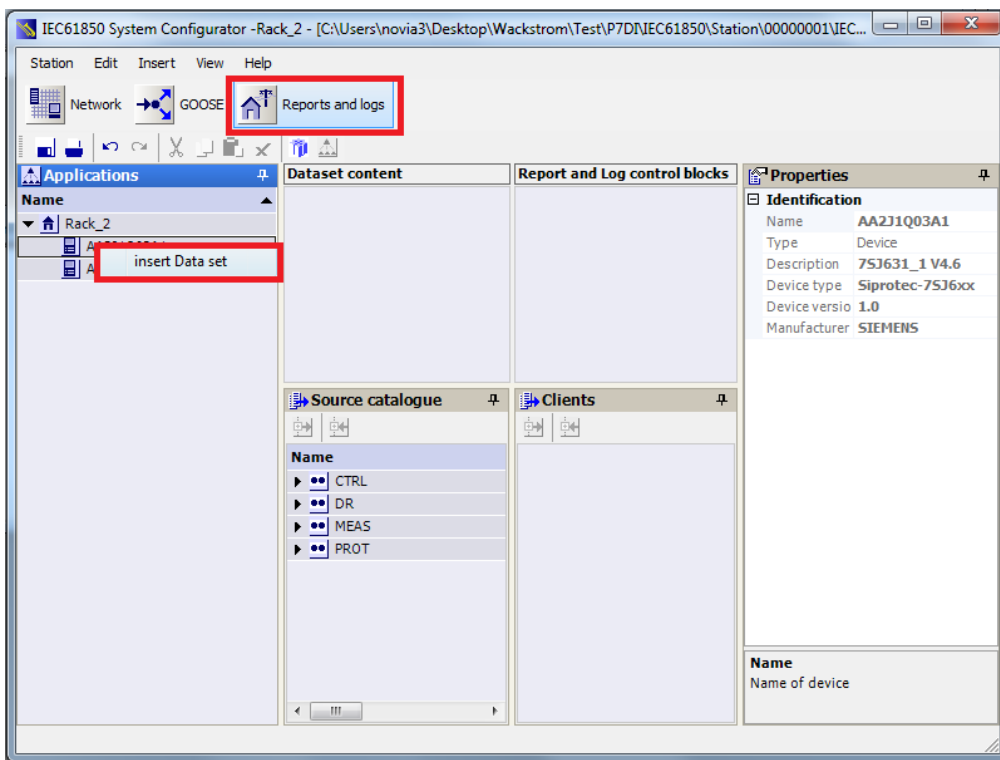 IEC61850 System Configurator -Rack_2 - [C:\Users\novia3\Desktop\Wackstrom\Test\P7DI\IEC61850\Station\00000001\IEC...
Station Edit Insert View Help
Network GOOSE Reports and logs
Applications
Name
Rack_2
insert Data set
Dataset content
Report and Log control blocks
Source catalogue
Name
CTRL
DR
MEAS
PROT
Clients
Properties
Identification
Name AA2J1Q03A1
Type Device
Description 7SJ631_1 V4.6
Device type Siprotec-7SJ6xx
Device versio 1.0
Manufacturer SIEMENS
Name
Name of device